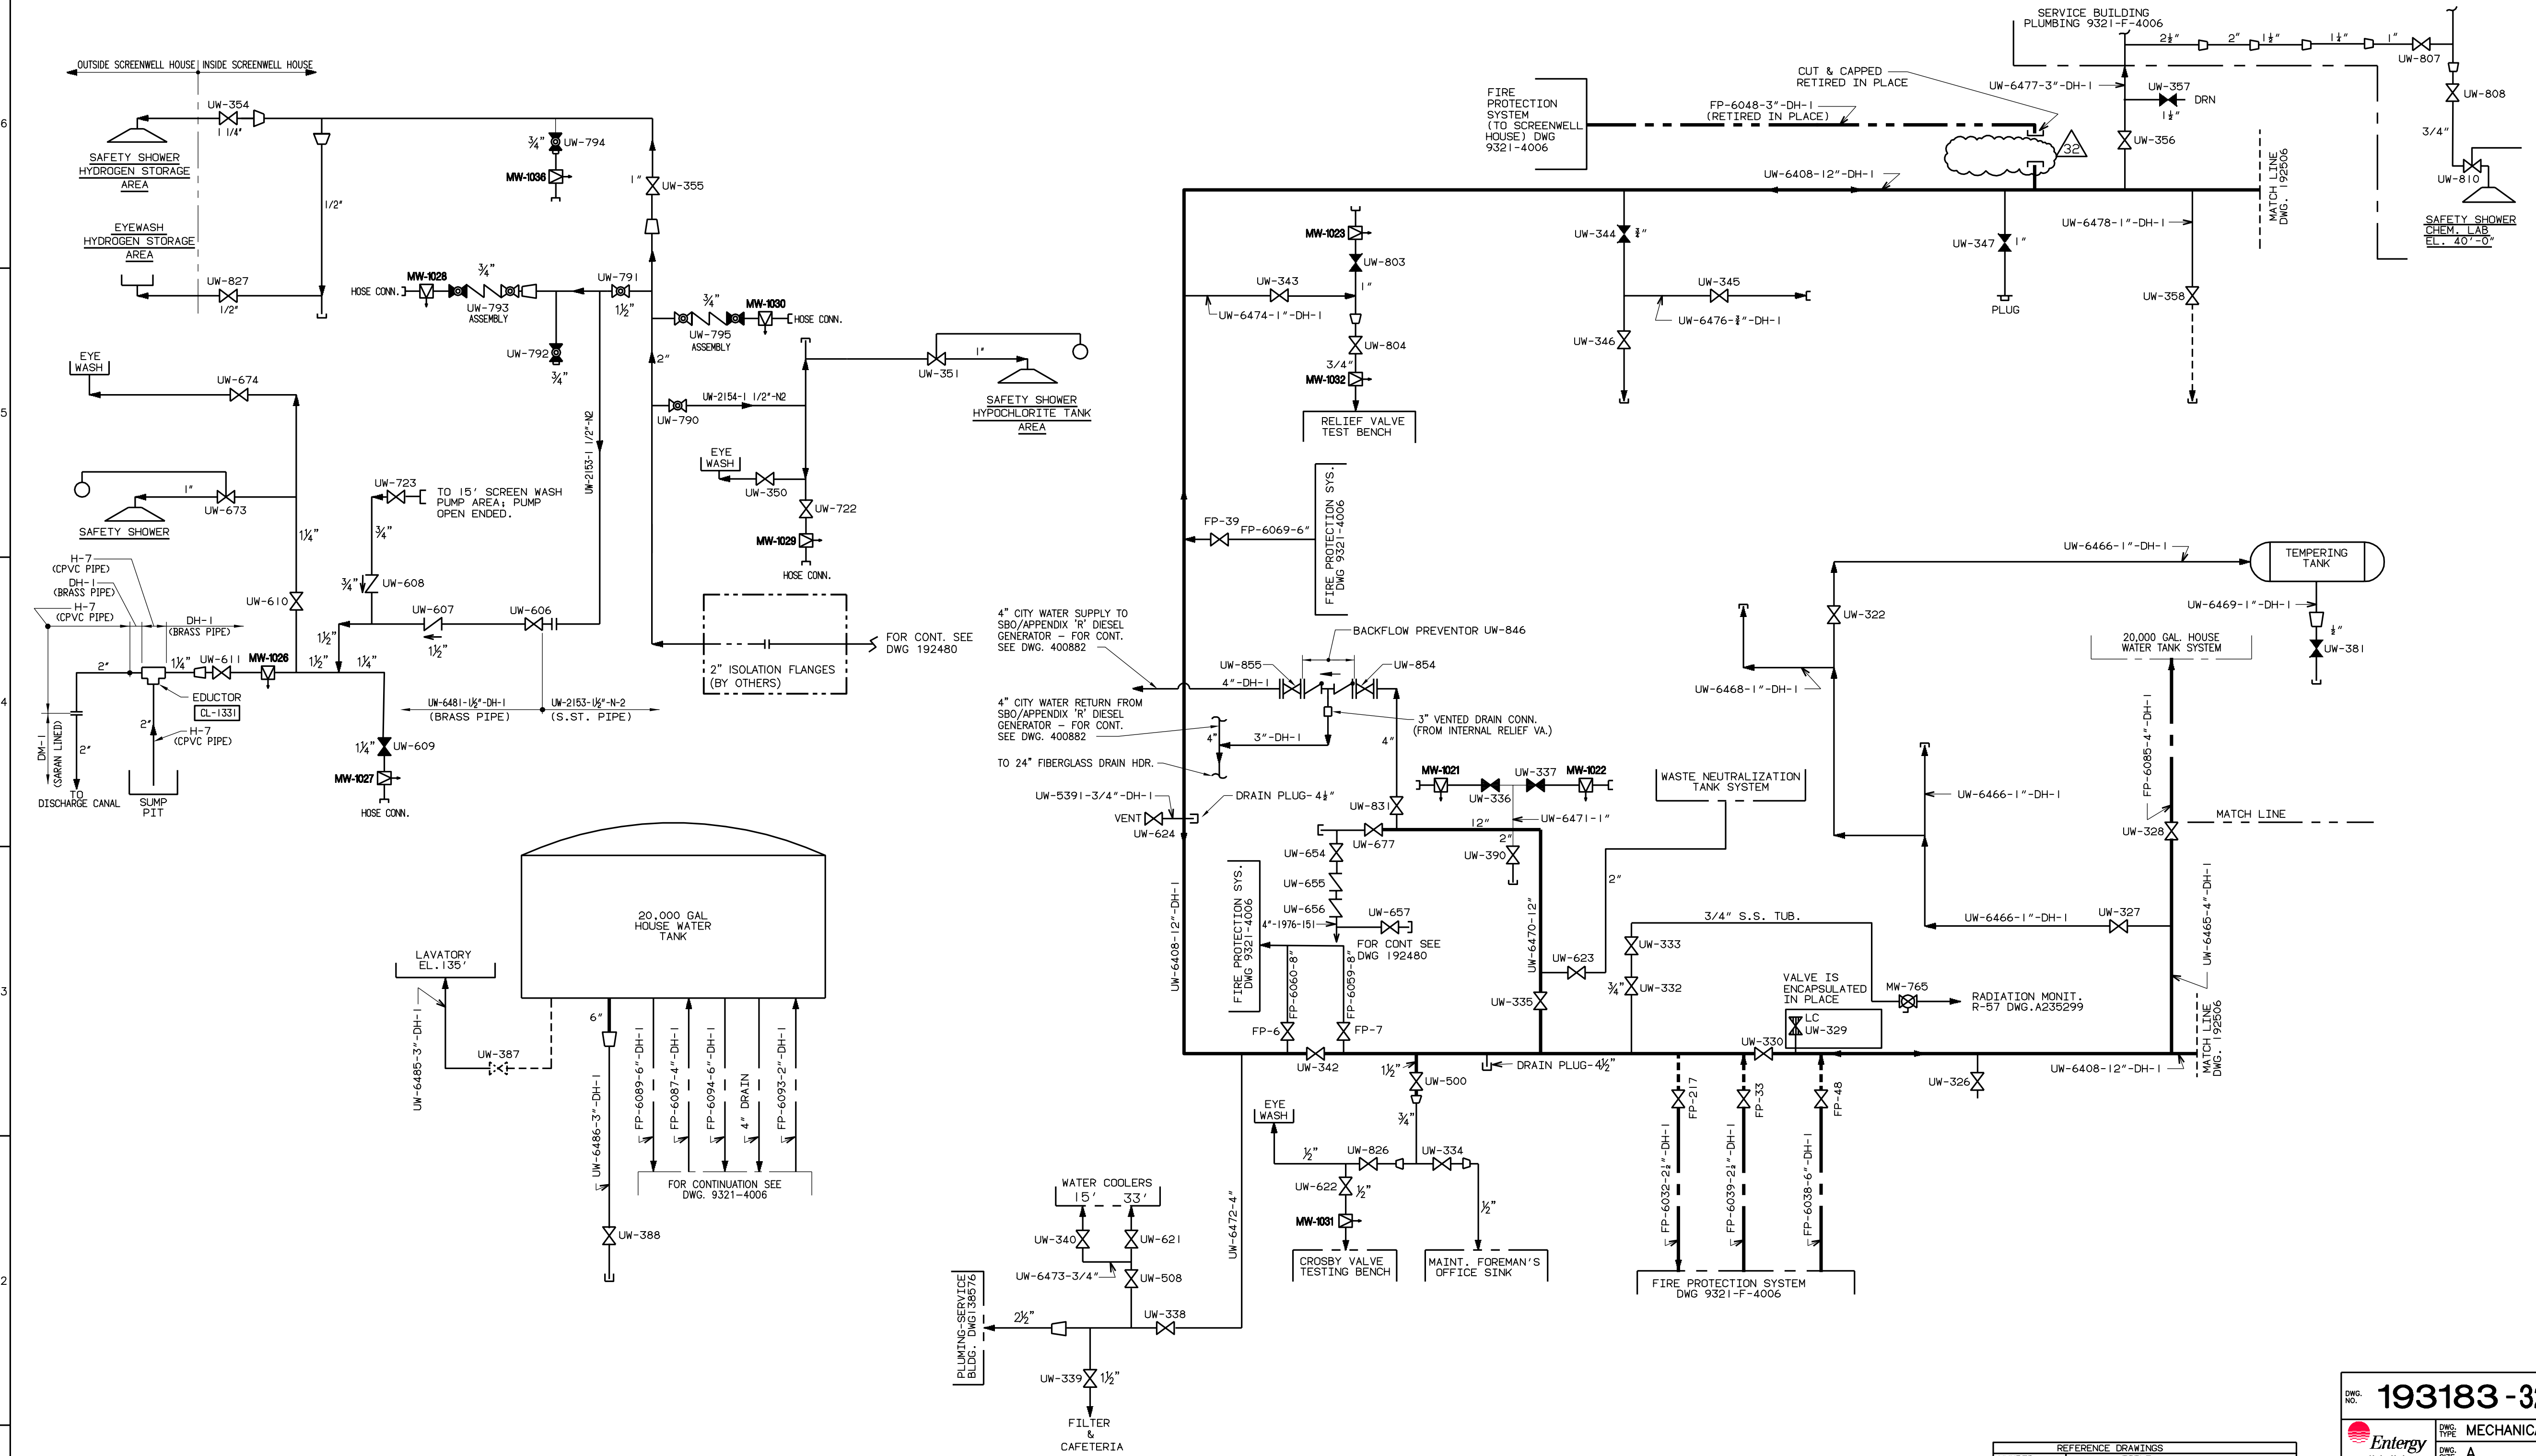 OUTSIDE SCREENWELL HOUSE
INSIDE SCREENWELL HOUSE
UW-354
1 1/4"
SAFETY SHOWER
HYDROGEN STORAGE
AREA
EYEWASH
HYDROGEN STORAGE
AREA
UW-827
1/2"
1/2"
3/4" UW-794
MW-1036
1" UW-355
MW-1028
3/4"
HOSE CONN.
UW-793
ASSEMBLY
UW-791
1½"
3/4" MW-1030
HOSE CONN.
UW-795
ASSEMBLY
UW-792
3/4"
2"
EYE
WASH
UW-674
UW-351
1"
SAFETY SHOWER
HYPOCHLORITE TANK
AREA
UW-2154-1 1/2"-N2
UW-790
UW-2153-1 1/2"-N2
EYE
WASH
UW-350
UW-722
MW-1029
HOSE CONN.
1"
UW-673
SAFETY SHOWER
1¼"
UW-723
TO 15' SCREEN WASH
PUMP AREA; PUMP
OPEN ENDED.
3/4"
3/4" UW-608
H-7
(CPVC PIPE)
DH-1
(BRASS PIPE)
H-7
(CPVC PIPE)
DH-1
(BRASS PIPE)
UW-610
UW-607
UW-606
1½"
1½"
2"
1¼"
UW-611
MW-1026
1½"
1¼"
EDUCTOR
CL-1331
2"
H-7
(CPVC PIPE)
DM-1
(SARAN LINED)
2"
TO
DISCHARGE CANAL
SUMP
PIT
UW-6481-1½"-DH-1
(BRASS PIPE)
UW-2153-1½"-N-2
(S.ST. PIPE)
1¼" UW-609
MW-1027
HOSE CONN.
2" ISOLATION FLANGES
(BY OTHERS)
FOR CONT. SEE
DWG 192480
20,000 GAL
HOUSE WATER
TANK
LAVATORY
EL.135'
UW-6485-3"-DH-1
UW-387
6"
UW-6486-3"-DH-1
UW-388
FP-6089-6"-DH-1
FP-6087-4"-DH-1
FP-6094-6"-DH-1
4" DRAIN
FP-6093-2"-DH-1
FOR CONTINUATION SEE
DWG. 9321-4006
FIRE
PROTECTION
SYSTEM
(TO SCREENWELL
HOUSE) DWG
9321-4006
FP-6048-3"-DH-1
(RETIRED IN PLACE)
CUT & CAPPED
RETIRED IN PLACE
32
SERVICE BUILDING
PLUMBING 9321-F-4006
2½"
2"
1½"
1¼"
1"
UW-807
UW-808
3/4"
UW-810
SAFETY SHOWER
CHEM. LAB
EL. 40'-0"
UW-6477-3"-DH-1
UW-357
DRN
1½"
UW-356
MATCH LINE
DWG. 192506
UW-6408-12"-DH-1
UW-6478-1"-DH-1
UW-358
UW-347 1"
PLUG
UW-344 3/4"
UW-345
UW-6476-3/4"-DH-1
UW-346
MW-1023
UW-803
UW-343
1"
UW-6474-1"-DH-1
UW-804
3/4"
MW-1032
RELIEF VALVE
TEST BENCH
FIRE PROTECTION SYS.
DWG 9321-4006
FP-39
FP-6069-6"
4" CITY WATER SUPPLY TO
SBO/APPENDIX 'R' DIESEL
GENERATOR – FOR CONT.
SEE DWG. 400882
BACKFLOW PREVENTOR UW-846
UW-855
UW-854
4"-DH-1
4" CITY WATER RETURN FROM
SBO/APPENDIX 'R' DIESEL
GENERATOR – FOR CONT.
SEE DWG. 400882
4"
3"-DH-1
3" VENTED DRAIN CONN.
(FROM INTERNAL RELIEF VA.)
4"
TO 24" FIBERGLASS DRAIN HDR.
UW-5391-3/4"-DH-1
DRAIN PLUG-4½"
VENT
UW-624
MW-1021
UW-337
MW-1022
UW-336
UW-831
UW-6471-1"
12"
2"
UW-677
UW-390
UW-654
UW-655
UW-656
UW-657
4"-1976-151
FOR CONT SEE
DWG 192480
FIRE PROTECTION SYS.
DWG 9321-4006
UW-6408-12"-DH-1
FP-6060-8"
FP-6059-8"
FP-6
FP-7
UW-342
UW-6470-12"
UW-335
UW-623
2"
WASTE NEUTRALIZATION
TANK SYSTEM
3/4" S.S. TUB.
UW-333
3/4" UW-332
MW-765
RADIATION MONIT.
R-57 DWG.A235299
VALVE IS
ENCAPSULATED
IN PLACE
LC
UW-329
UW-330
UW-326
UW-6408-12"-DH-1
MATCH LINE
DWG. 192506
UW-6466-1"-DH-1
TEMPERING
TANK
UW-6469-1"-DH-1
½"
UW-381
UW-322
UW-6468-1"-DH-1
UW-6466-1"-DH-1
20,000 GAL. HOUSE
WATER TANK SYSTEM
FP-6085-4"-DH-1
MATCH LINE
UW-328
UW-6466-1"-DH-1
UW-327
UW-6465-4"-DH-1
DRAIN PLUG-4½"
1½"
UW-500
3/4"
EYE
WASH
½"
UW-826
UW-334
UW-622
½"
MW-1031
½"
CROSBY VALVE
TESTING BENCH
MAINT. FOREMAN'S
OFFICE SINK
FP-217
FP-33
FP-48
FP-6032-2½"-DH-1
FP-6039-2½"-DH-1
FP-6038-6"-DH-1
FIRE PROTECTION SYSTEM
DWG 9321-F-4006
WATER COOLERS
15' 33'
UW-340
UW-621
UW-6473-3/4"
UW-508
UW-6472-4"
UW-338
2½"
PLUMING-SERVICE
BLDG. DWG138576
UW-339 1½"
FILTER
&
CAFETERIA
6
5
4
3
2
DWG.
NO. 193183-32
Entergy
DWG.
TYPE MECHANICA
DWG.
A
REFERENCE DRAWINGS